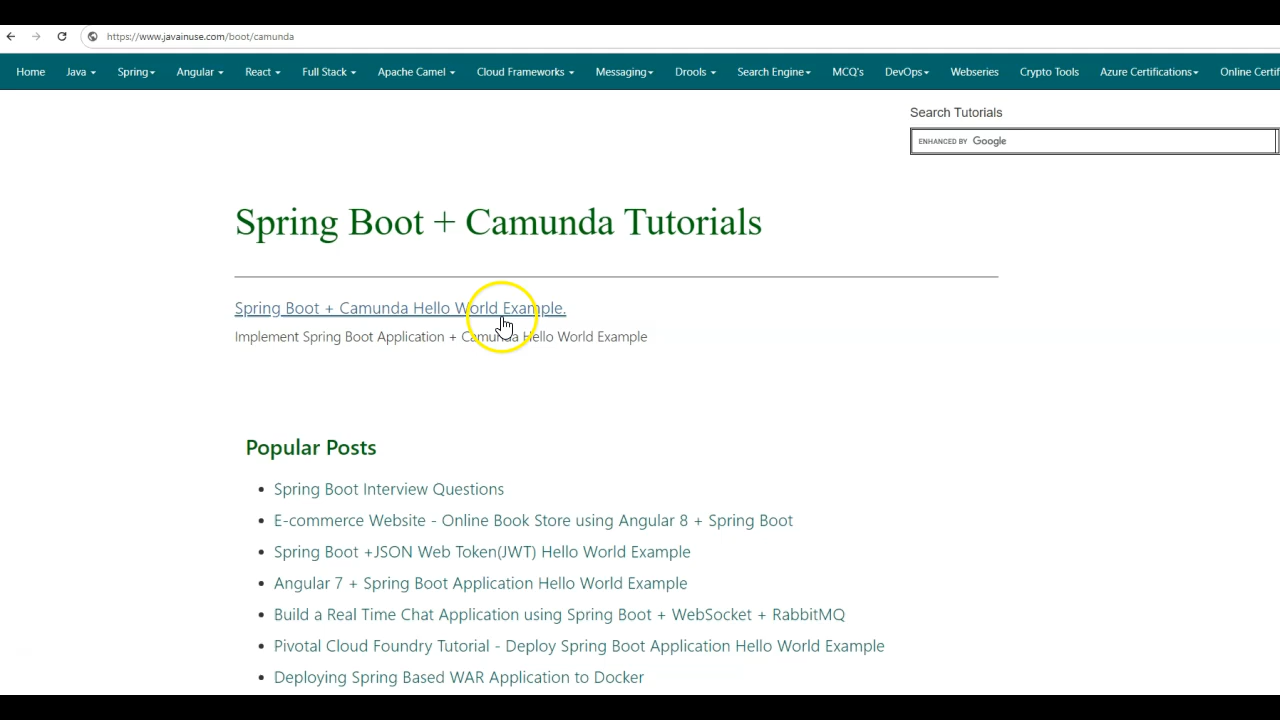 https://www.javainuse.com/boot/camunda
Home Java Spring Angular React Full Stack Apache Camel Cloud Frameworks Messaging Drools Search Engine MCQ's DevOps Webseries Crypto Tools Azure Certifications Online Certif
Search Tutorials
ENHANCED BY Google
Spring Boot + Camunda Tutorials
Spring Boot + Camunda Hello World Example.
Implement Spring Boot Application + Camunda Hello World Example
Popular Posts
• Spring Boot Interview Questions
• E-commerce Website - Online Book Store using Angular 8 + Spring Boot
• Spring Boot +JSON Web Token(JWT) Hello World Example
• Angular 7 + Spring Boot Application Hello World Example
• Build a Real Time Chat Application using Spring Boot + WebSocket + RabbitMQ
• Pivotal Cloud Foundry Tutorial - Deploy Spring Boot Application Hello World Example
• Deploying Spring Based WAR Application to Docker